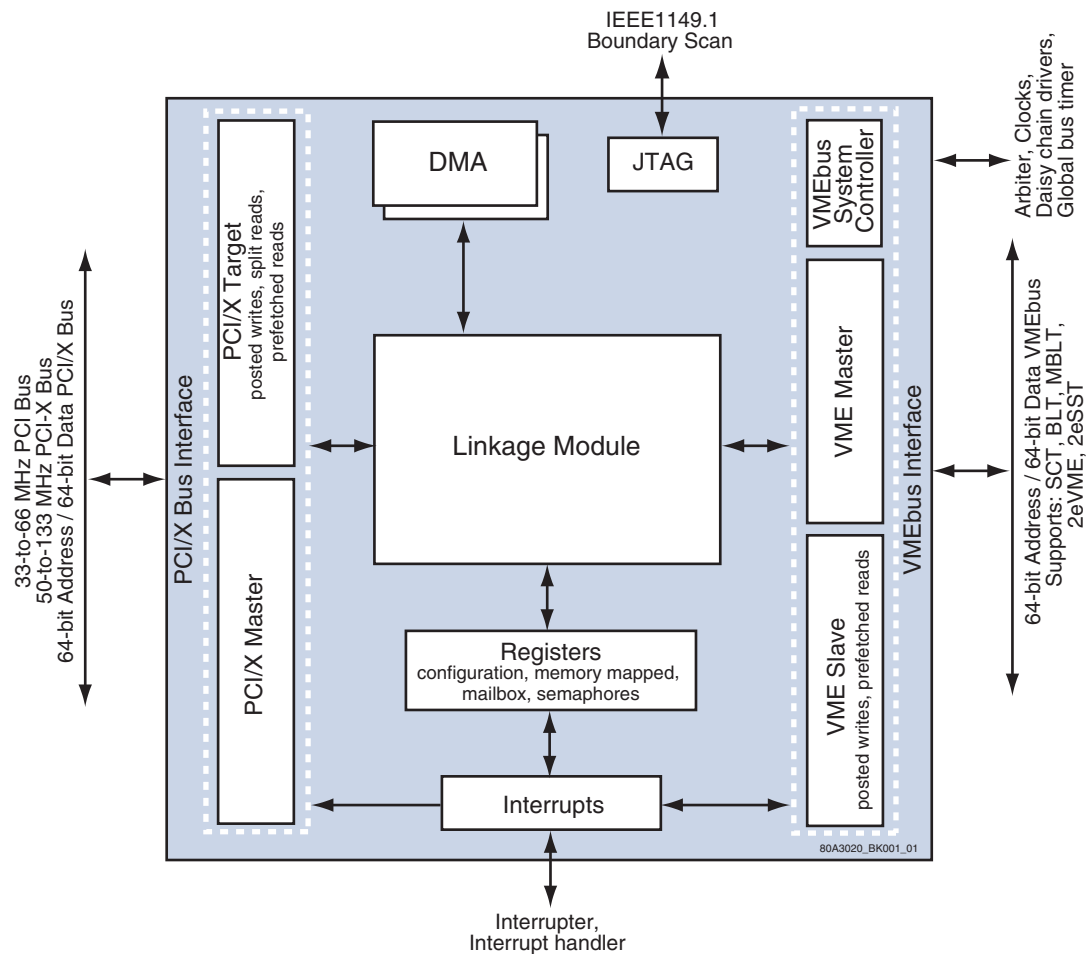 IEEE1149.1
Boundary Scan
DMA
JTAG
VMEbus
System
Controller
Arbiter, Clocks,
Daisy chain drivers,
Global bus timer
PCI/X Target
posted writes, split reads,
prefetched reads
33-to-66 MHz PCI Bus
50-to-133 MHz PCI-X Bus
64-bit Address / 64-bit Data PCI/X Bus
PCI/X Bus Interface
Linkage Module
VME Master
VMEbus Interface
64-bit Address / 64-bit Data VMEbus
Supports: SCT, BLT, MBLT,
2eVME, 2eSST
PCI/X Master
Registers
configuration, memory mapped,
mailbox, semaphores
VME Slave
posted writes, prefetched reads
Interrupts
80A3020_BK001_01
Interrupter,
Interrupt handler